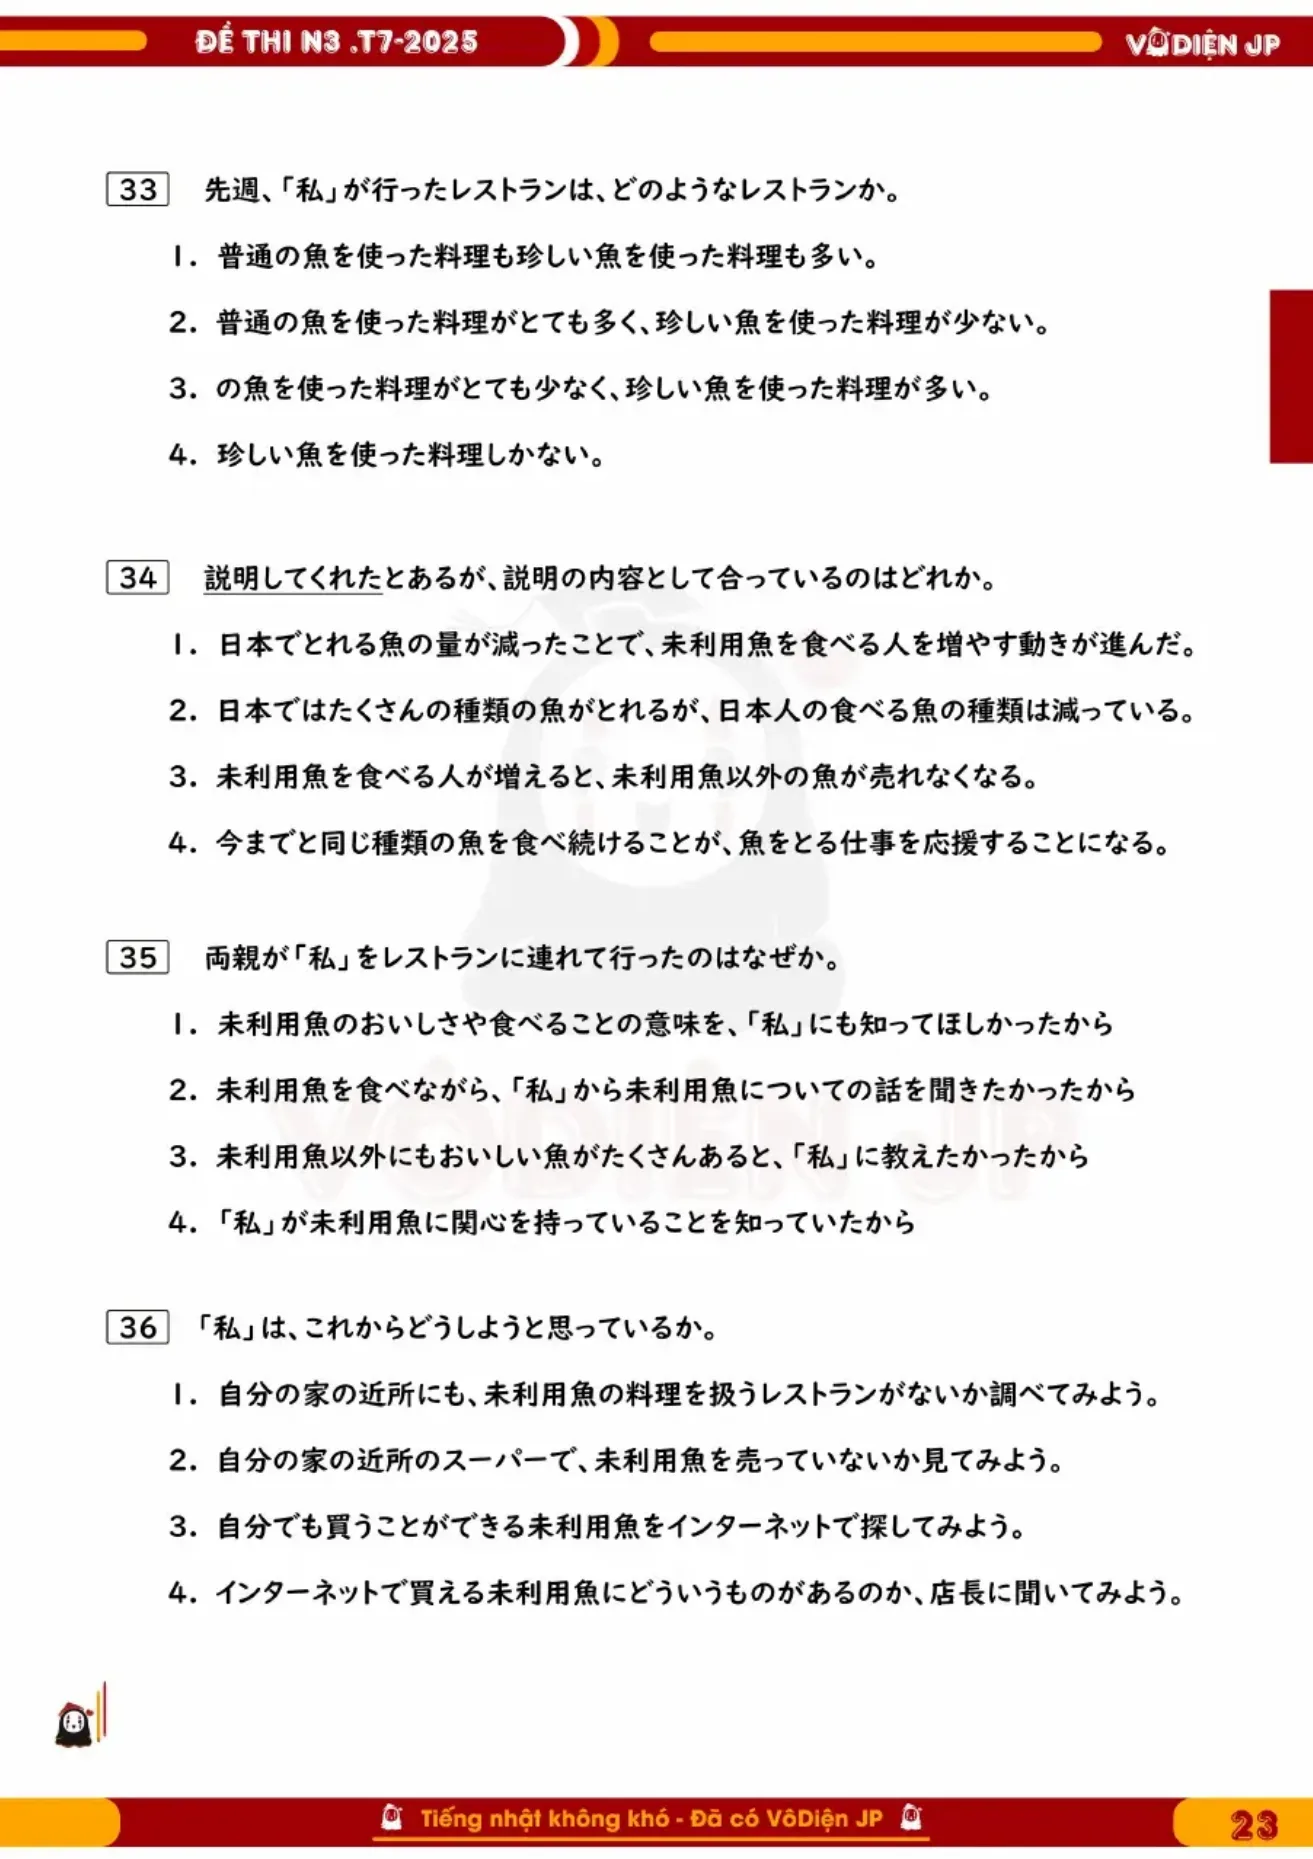 ĐỀ THI N3 .T7-2025
VÔDIỆN JP
33 先週、「私」が行ったレストランは、どのようなレストランか。
1. 普通の魚を使った料理も珍しい魚を使った料理も多い。
2. 普通の魚を使った料理がとても多く、珍しい魚を使った料理が少ない。
3. の魚を使った料理がとても少なく、珍しい魚を使った料理が多い。
4. 珍しい魚を使った料理しかない。
34 説明してくれたとあるが、説明の内容として合っているのはどれか。
1. 日本でとれる魚の量が減ったことで、未利用魚を食べる人を増やす動きが進んだ。
2. 日本ではたくさんの種類の魚がとれるが、日本人の食べる魚の種類は減っている。
3. 未利用魚を食べる人が増えると、未利用魚以外の魚が売れなくなる。
4. 今までと同じ種類の魚を食べ続けることが、魚をとる仕事を応援することになる。
35 両親が「私」をレストランに連れて行ったのはなぜか。
1. 未利用魚のおいしさや食べることの意味を、「私」にも知ってほしかったから
2. 未利用魚を食べながら、「私」から未利用魚についての話を聞きたかったから
3. 未利用魚以外にもおいしい魚がたくさんあると、「私」に教えたかったから
4. 「私」が未利用魚に関心を持っていることを知っていたから
VÔDIỆN JP
36 「私」は、これからどうしようと思っているか。
1. 自分の家の近所にも、未利用魚の料理を扱うレストランがないか調べてみよう。
2. 自分の家の近所のスーパーで、未利用魚を売っていないか見てみよう。
3. 自分でも買うことができる未利用魚をインターネットで探してみよう。
4. インターネットで買える未利用魚にどういうものがあるのか、店長に聞いてみよう。
Tiếng nhật không khó - Đã có VôDiện JP
23